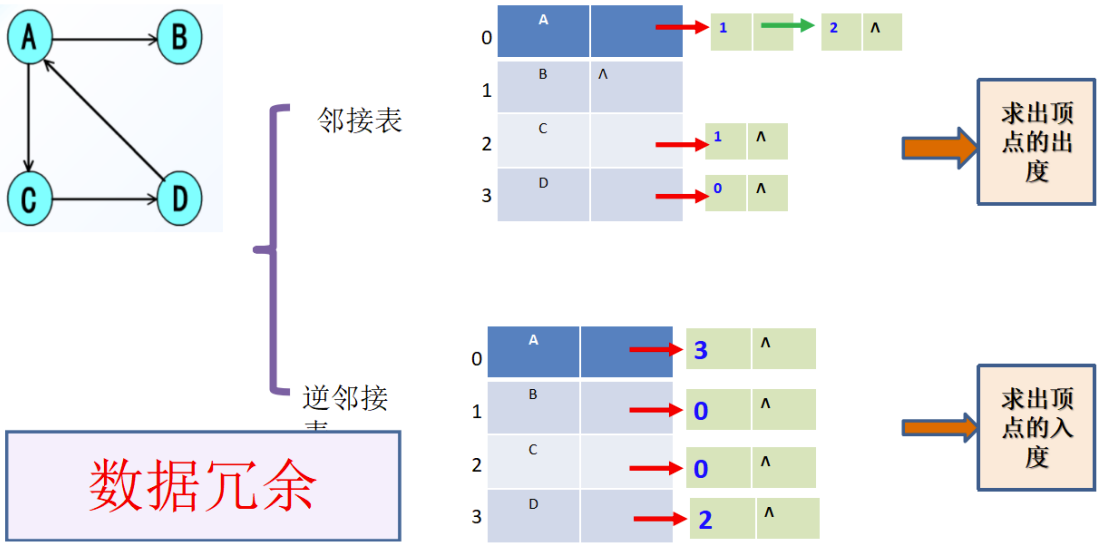 A B
C D
邻接表
0 A 1 2 ∧
1 B ∧
2 C 1 ∧
3 D 0 ∧
求出顶
点的出
度
逆邻接
表
数据冗余
0 A 3 ∧
1 B 0 ∧
2 C 0 ∧
3 D 2 ∧
求出顶
点的入
度